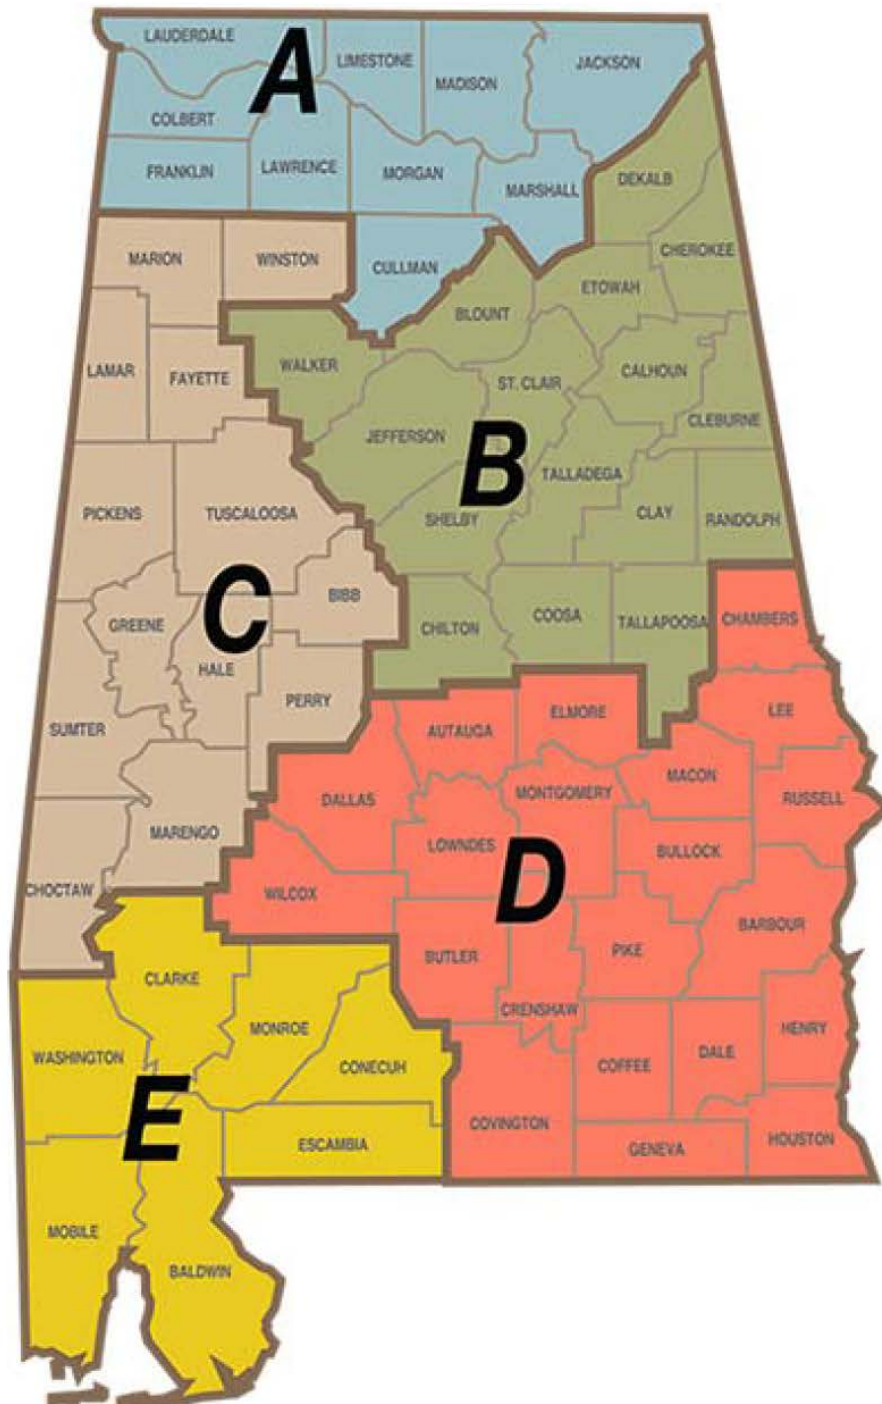 LAUDERDALE
LIMESTONE
MADISON
JACKSON
A
COLBERT
FRANKLIN
LAWRENCE
MORGAN
MARSHALL
CULLMAN
DEKALB
CHEROKEE
ETOWAH
BLOUNT
WALKER
ST. CLAIR
CALHOUN
CLEBURNE
JEFFERSON
B
TALLADEGA
SHELBY
CLAY
RANDOLPH
CHILTON
COOSA
TALLAPOOSA
MARION
WINSTON
LAMAR
FAYETTE
PICKENS
TUSCALOOSA
C
BIBB
GREENE
HALE
PERRY
SUMTER
MARENGO
CHOCTAW
CHAMBERS
LEE
ELMORE
AUTAUGA
MACON
RUSSELL
DALLAS
MONTGOMERY
LOWNDES
BULLOCK
D
WILCOX
BARBOUR
BUTLER
PIKE
CRENSHAW
HENRY
COFFEE
DALE
COVINGTON
GENEVA
HOUSTON
CLARKE
MONROE
WASHINGTON
CONECUH
E
ESCAMBIA
MOBILE
BALDWIN